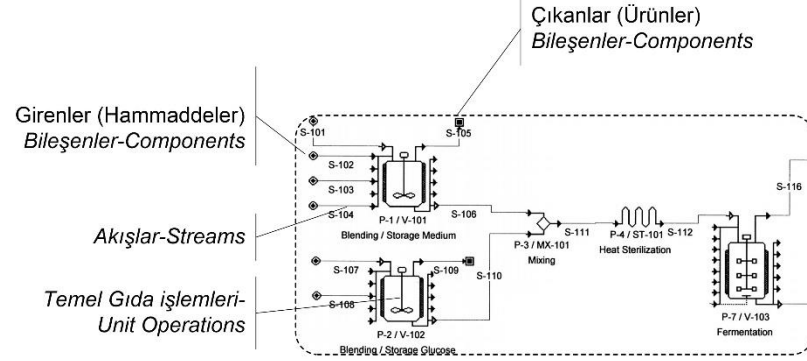 Çıkanlar (Ürünler)
Bileşenler-Components
Girenler (Hammaddeler)
Bileşenler-Components
Akışlar-Streams
Temel Gıda işlemleri-
Unit Operations
S-101
S-105
S-102
S-103
S-104
S-106
P-1 / V-101
Blending / Storage Medium
S-107
S-109
S-110
S-108
P-2 / V-102
Blending / Storage Glucose
P-3 / MX-101
Mixing
S-111
P-4 / ST-101
Heat Sterilization
S-112
S-116
P-7 / V-103
Fermentation